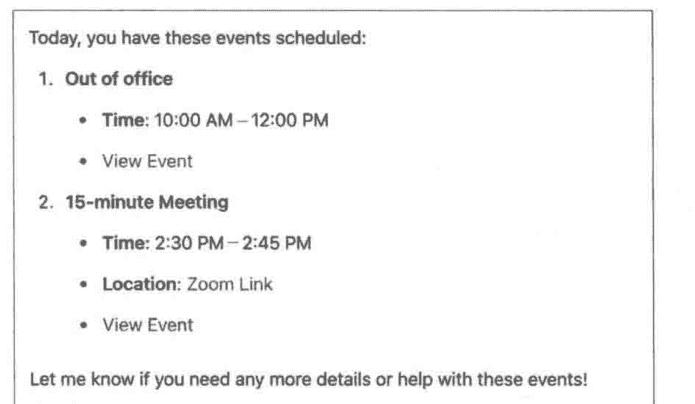 Today, you have these events scheduled:
1. Out of office
• Time: 10:00 AM – 12:00 PM
• View Event
2. 15-minute Meeting
• Time: 2:30 PM – 2:45 PM
• Location: Zoom Link
• View Event
Let me know if you need any more details or help with these events!